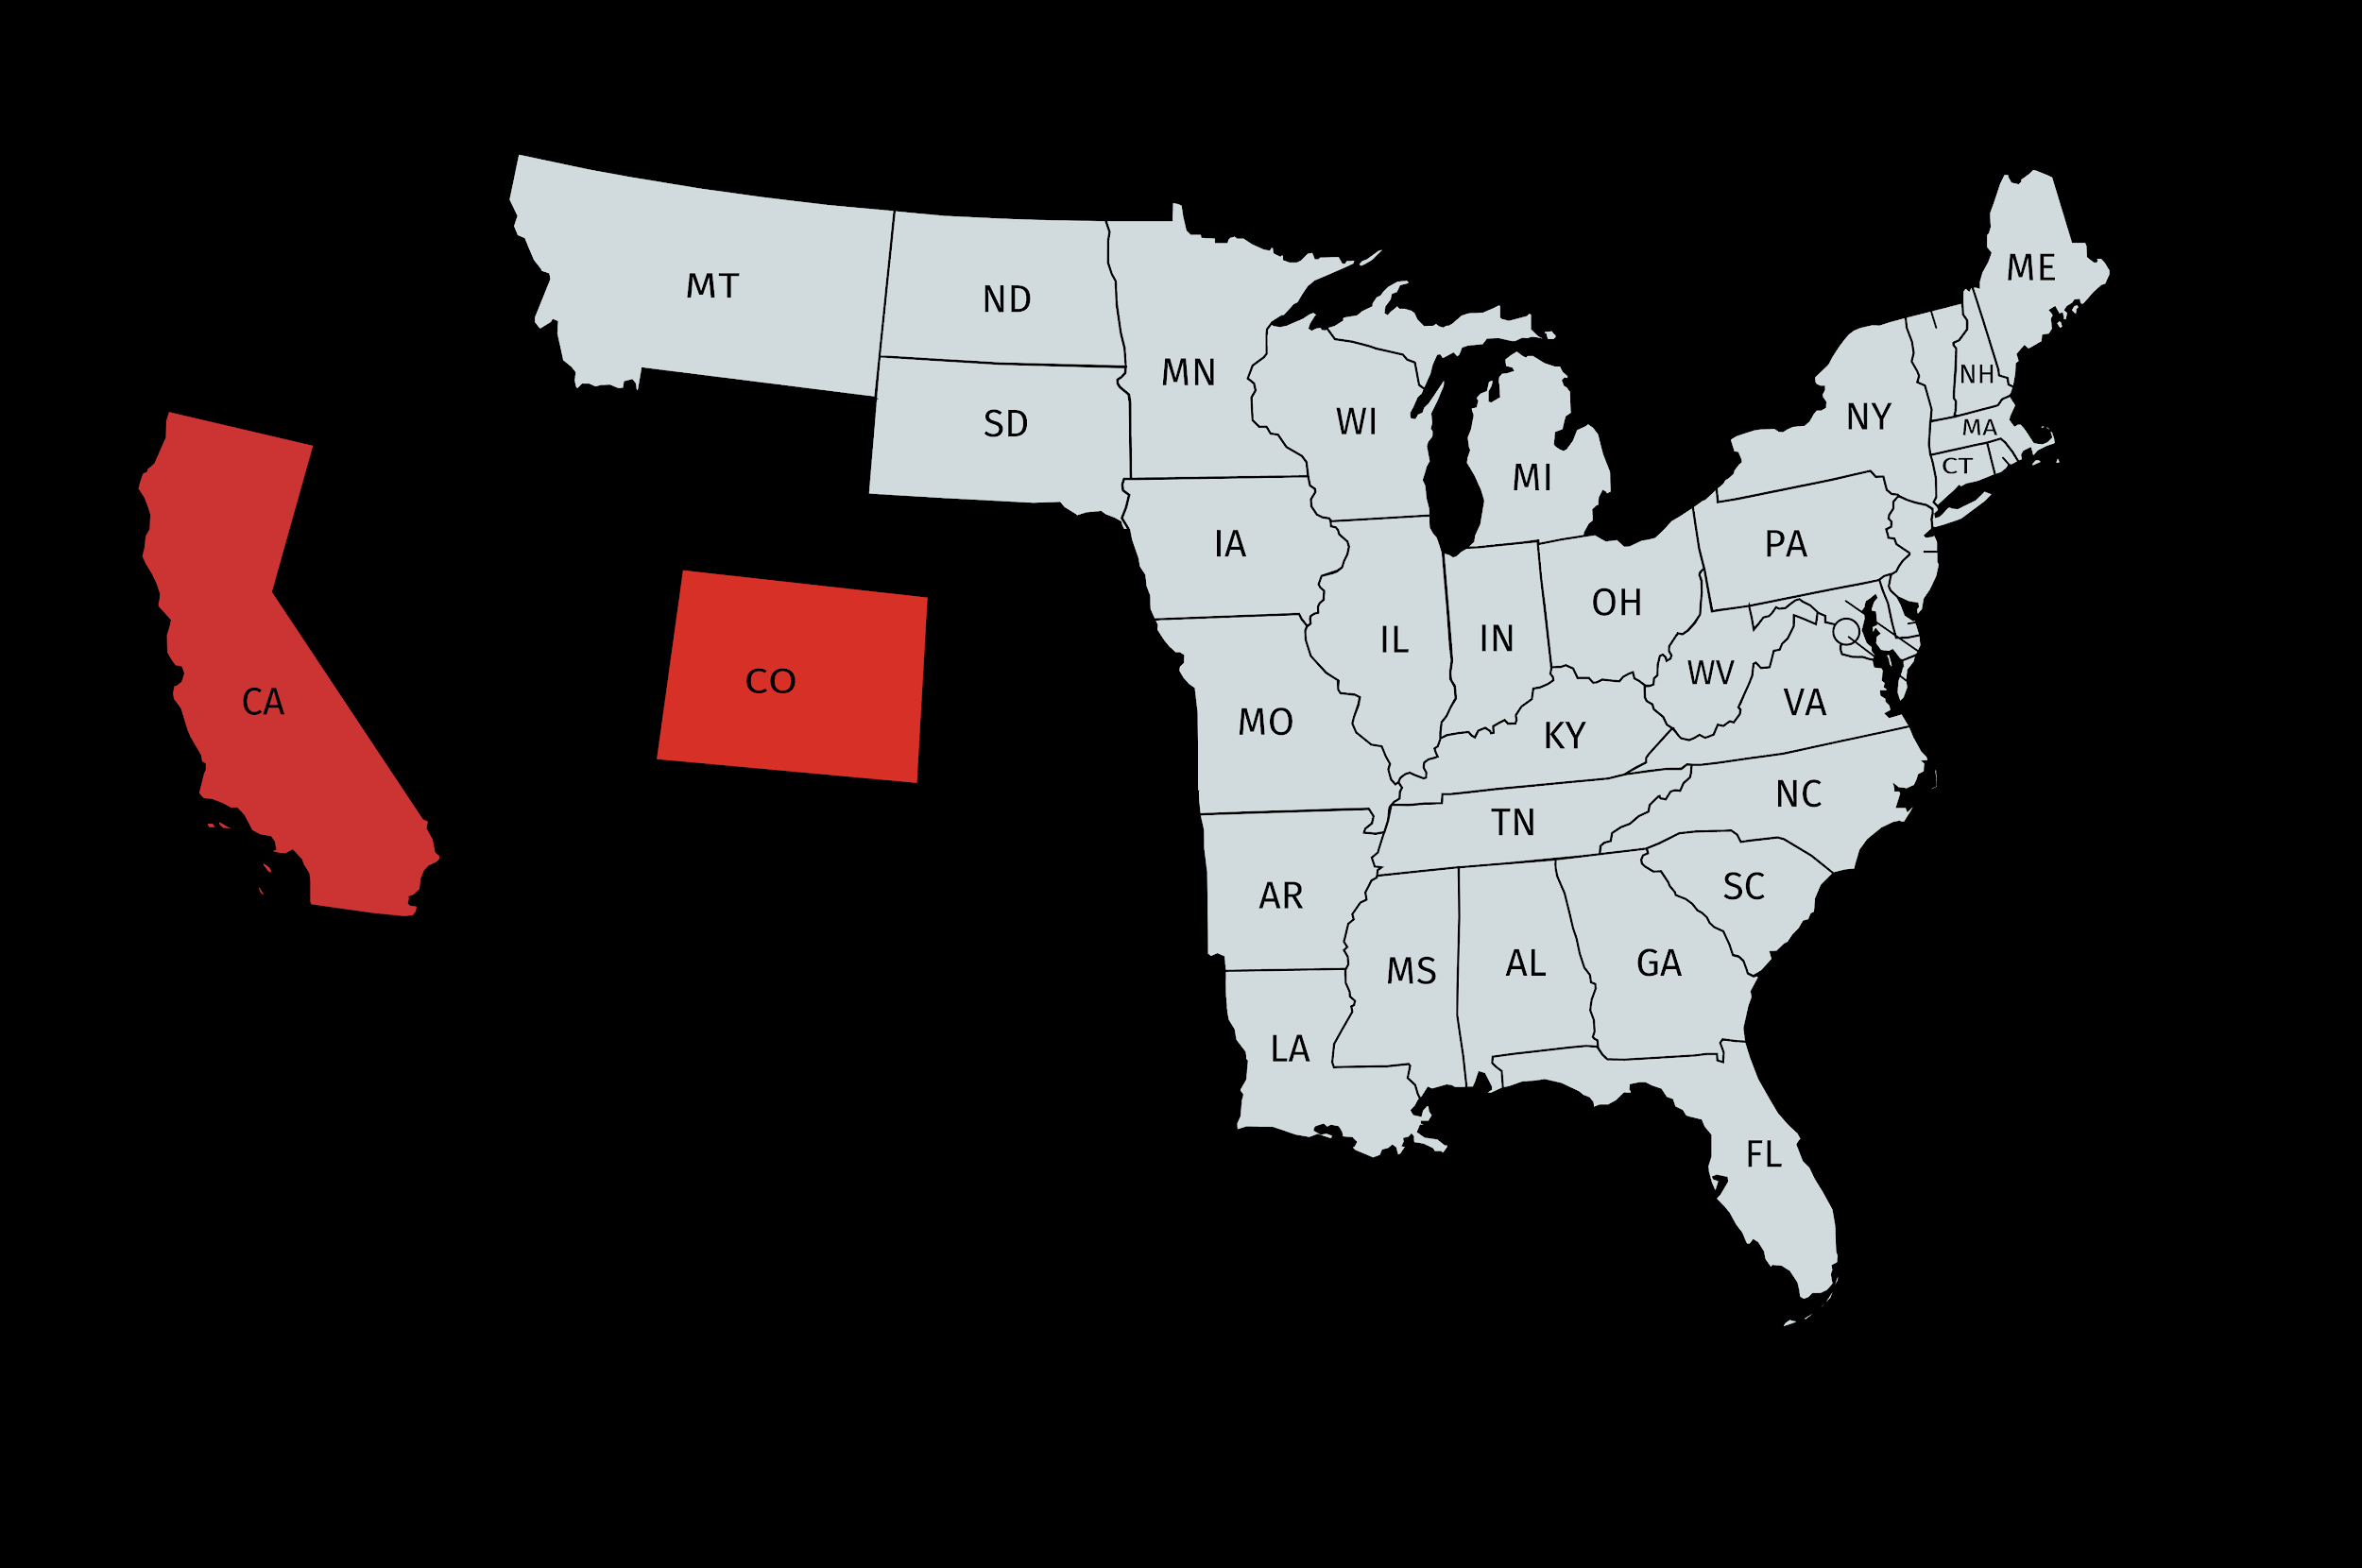 ME
MT
ND
MN
NH
NY
WI
SD
MA
CT
MI
IA
PA
OH
IL
IN
WV
CO
CA
VA
MO
KY
NC
TN
SC
AR
GA
AL
MS
LA
FL